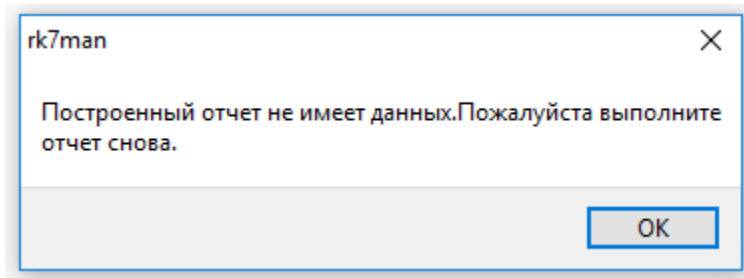 rk7man
Построенный отчет не имеет данных.Пожалуйста выполните
отчет снова.
OK